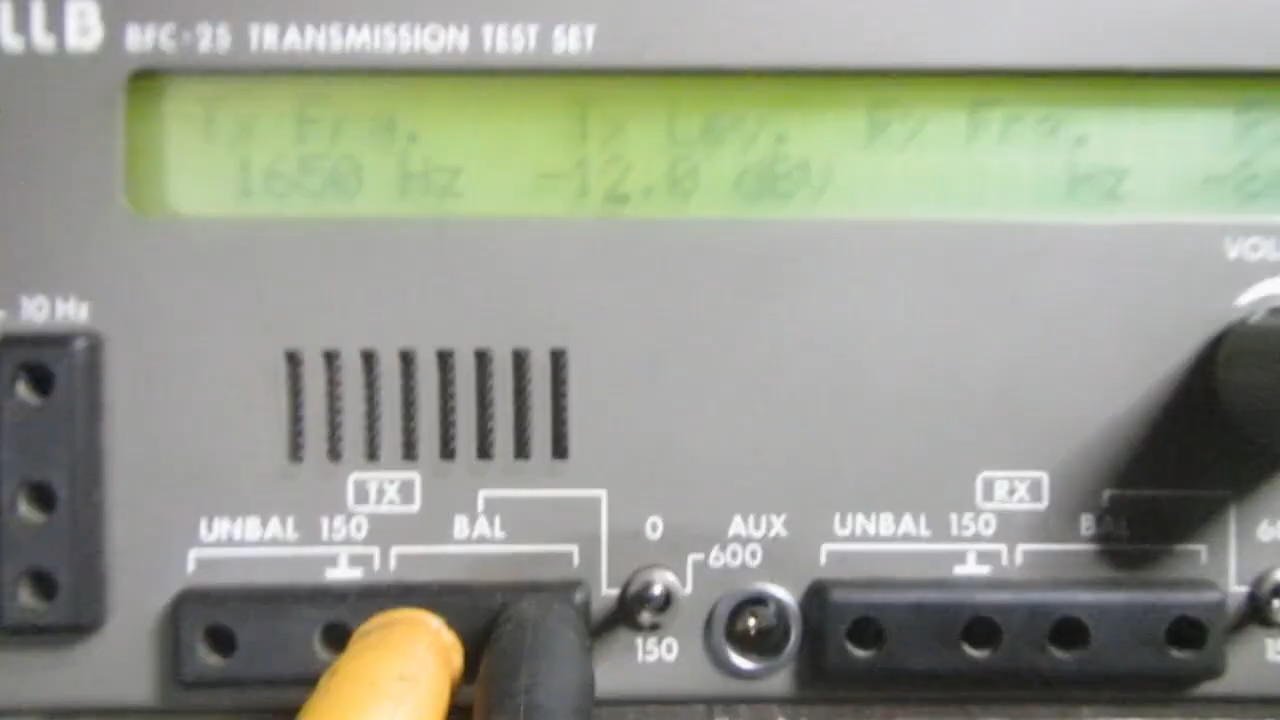 LLB BFC-25 TRANSMISSION TEST SET
Tx Frq. Tx Lev. Rx Frq.
1650 Hz -12.0 dBV Hz
VOL
10 Hz
TX
RX
UNBAL 150 BAL 0 AUX UNBAL 150 BAL
600
150